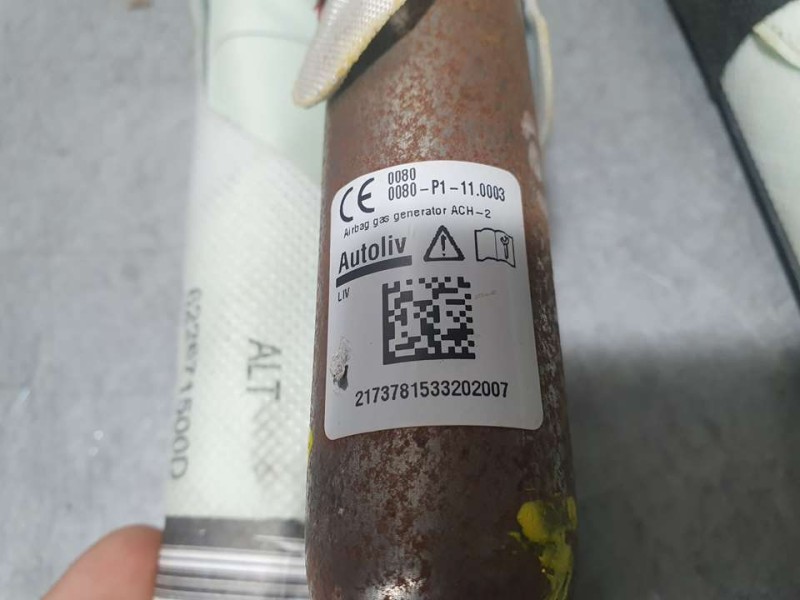 CE 0080
0080-P1-11.0003
Airbag gas generator ACH-2
Autoliv
LIV
2173781533202007
ALT